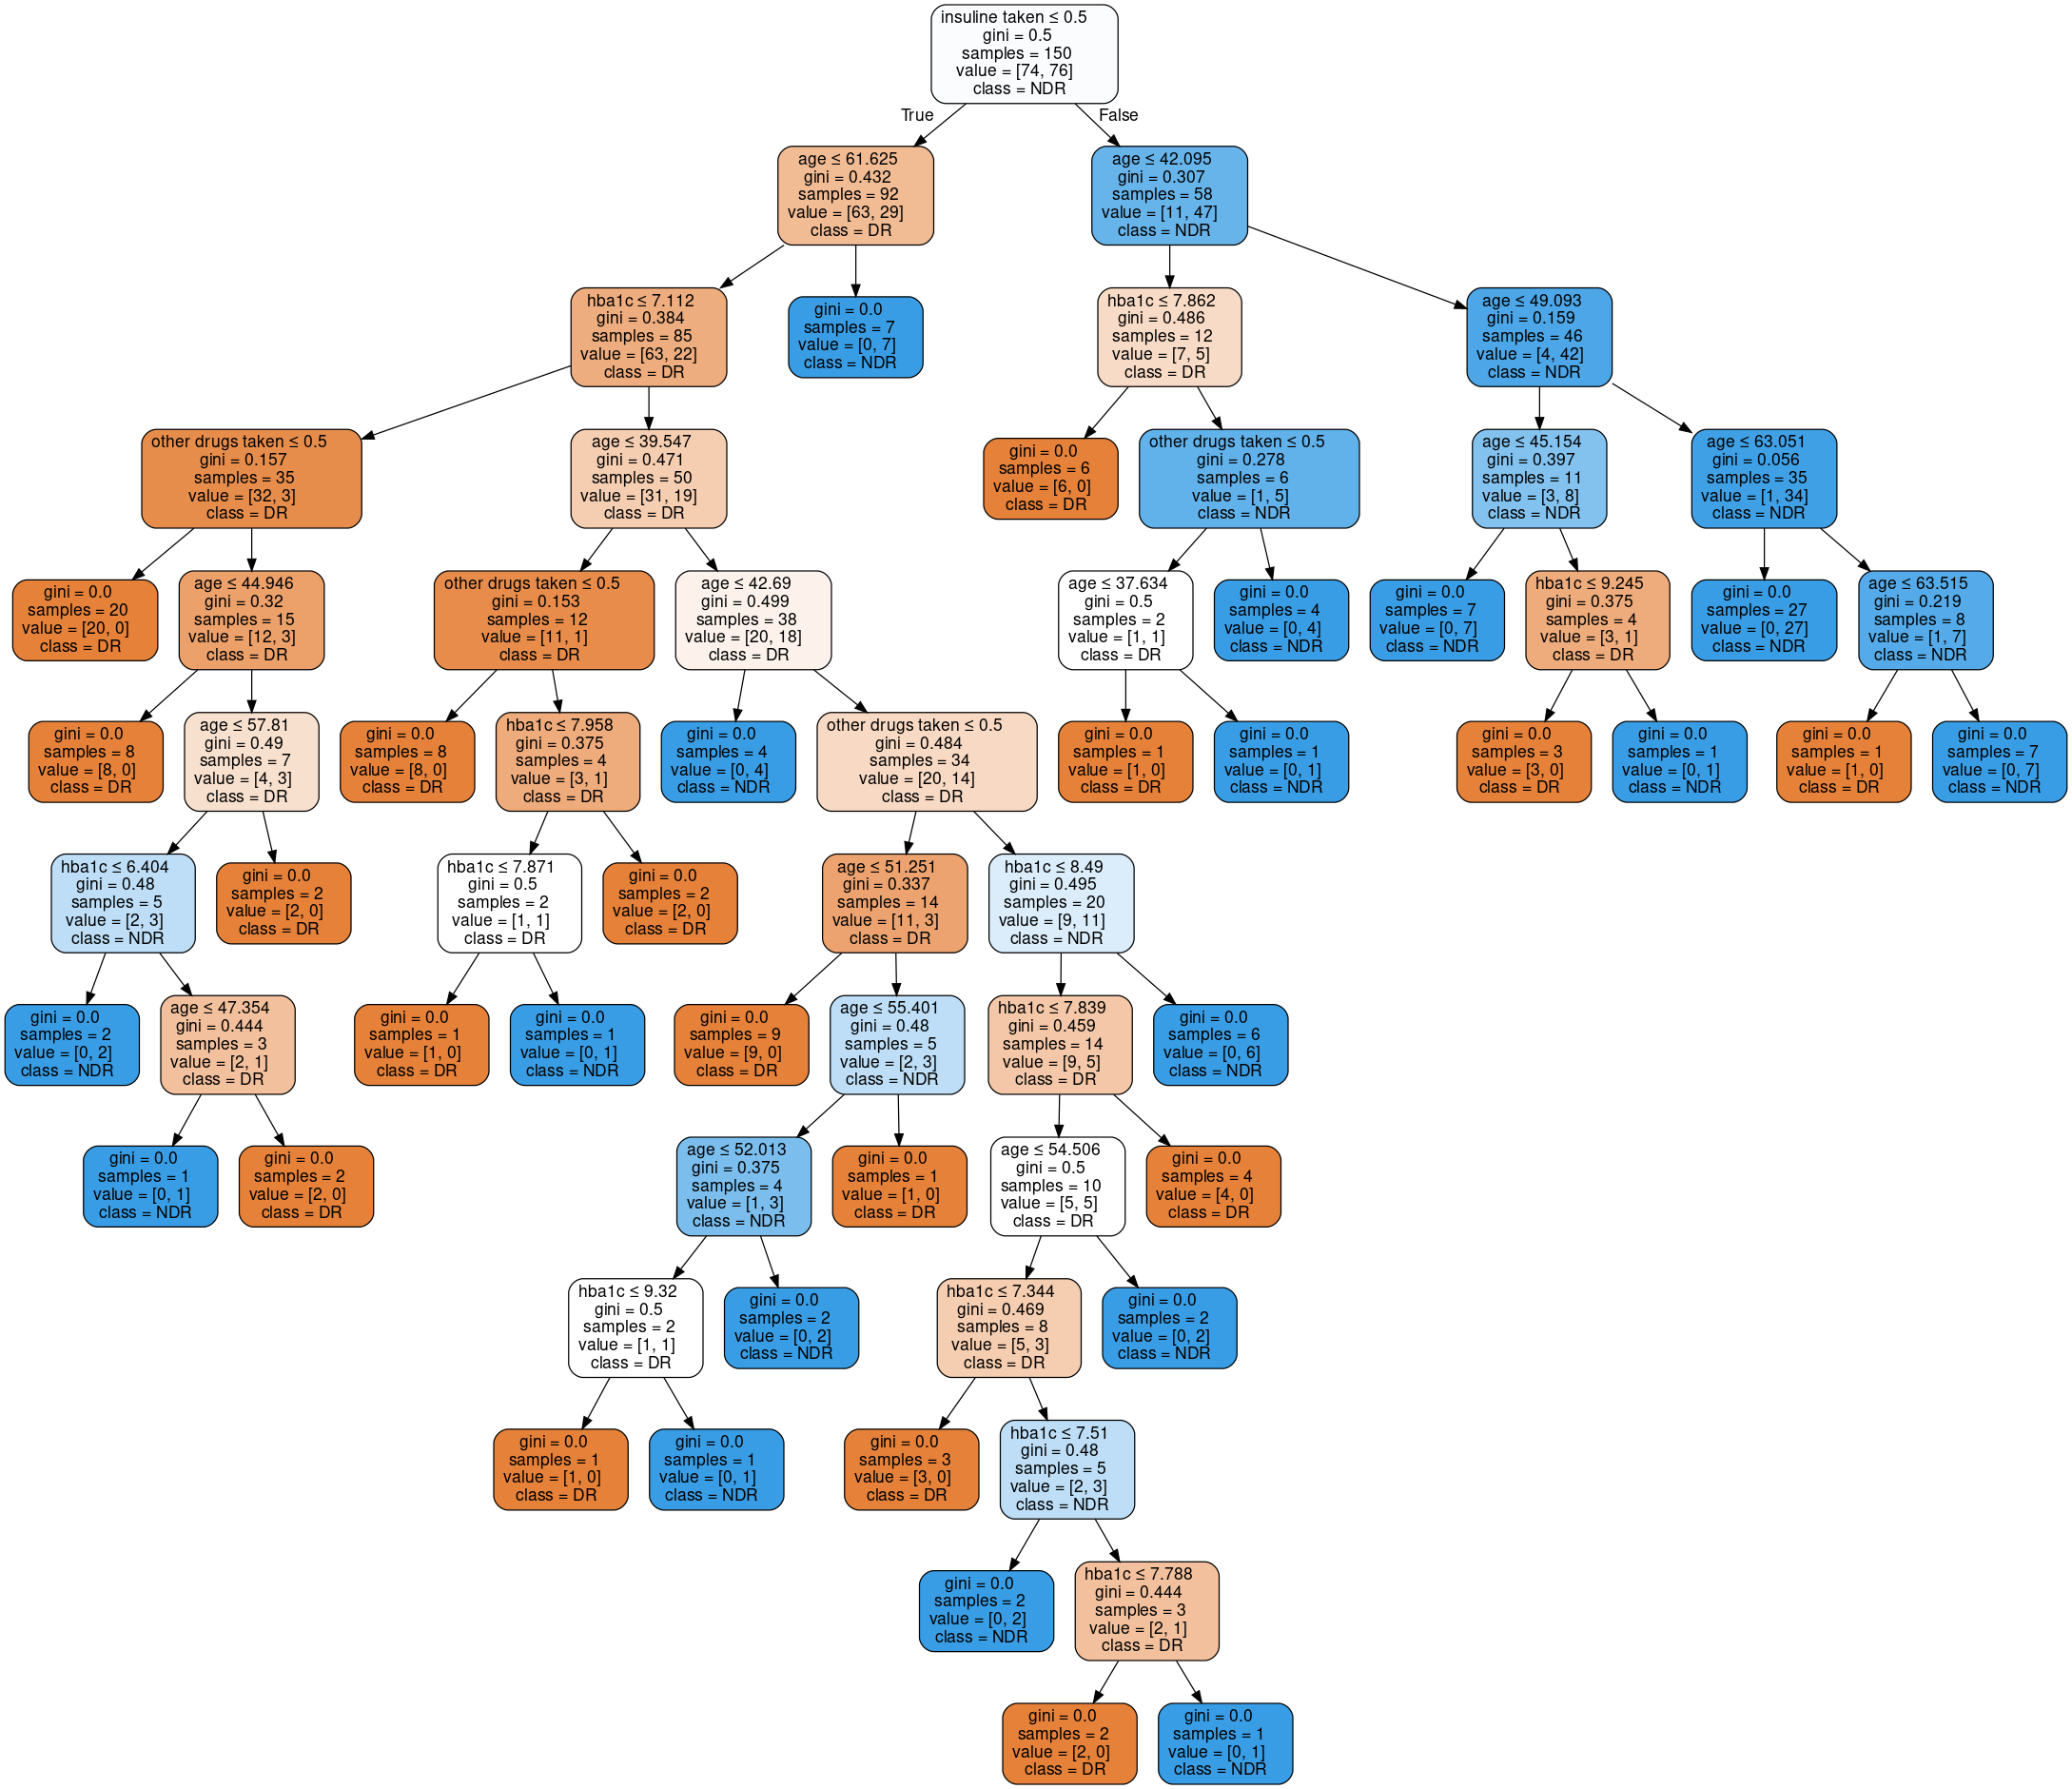 insuline taken ≤ 0.5
gini = 0.5
samples = 150
value = [74, 76]
class = NDR
True
False
age ≤ 61.625
gini = 0.432
samples = 92
value = [63, 29]
class = DR
age ≤ 42.095
gini = 0.307
samples = 58
value = [11, 47]
class = NDR
hba1c ≤ 7.112
gini = 0.384
samples = 85
value = [63, 22]
class = DR
gini = 0.0
samples = 7
value = [0, 7]
class = NDR
hba1c ≤ 7.862
gini = 0.486
samples = 12
value = [7, 5]
class = DR
age ≤ 49.093
gini = 0.159
samples = 46
value = [4, 42]
class = NDR
other drugs taken ≤ 0.5
gini = 0.157
samples = 35
value = [32, 3]
class = DR
age ≤ 39.547
gini = 0.471
samples = 50
value = [31, 19]
class = DR
gini = 0.0
samples = 6
value = [6, 0]
class = DR
other drugs taken ≤ 0.5
gini = 0.278
samples = 6
value = [1, 5]
class = NDR
age ≤ 45.154
gini = 0.397
samples = 11
value = [3, 8]
class = NDR
age ≤ 63.051
gini = 0.056
samples = 35
value = [1, 34]
class = NDR
gini = 0.0
samples = 20
value = [20, 0]
class = DR
age ≤ 44.946
gini = 0.32
samples = 15
value = [12, 3]
class = DR
other drugs taken ≤ 0.5
gini = 0.153
samples = 12
value = [11, 1]
class = DR
age ≤ 42.69
gini = 0.499
samples = 38
value = [20, 18]
class = DR
age ≤ 37.634
gini = 0.5
samples = 2
value = [1, 1]
class = DR
gini = 0.0
samples = 4
value = [0, 4]
class = NDR
gini = 0.0
samples = 7
value = [0, 7]
class = NDR
hba1c ≤ 9.245
gini = 0.375
samples = 4
value = [3, 1]
class = DR
gini = 0.0
samples = 27
value = [0, 27]
class = NDR
age ≤ 63.515
gini = 0.219
samples = 8
value = [1, 7]
class = NDR
gini = 0.0
samples = 8
value = [8, 0]
class = DR
age ≤ 57.81
gini = 0.49
samples = 7
value = [4, 3]
class = DR
gini = 0.0
samples = 8
value = [8, 0]
class = DR
hba1c ≤ 7.958
gini = 0.375
samples = 4
value = [3, 1]
class = DR
gini = 0.0
samples = 4
value = [0, 4]
class = NDR
other drugs taken ≤ 0.5
gini = 0.484
samples = 34
value = [20, 14]
class = DR
gini = 0.0
samples = 1
value = [1, 0]
class = DR
gini = 0.0
samples = 1
value = [0, 1]
class = NDR
gini = 0.0
samples = 3
value = [3, 0]
class = DR
gini = 0.0
samples = 1
value = [0, 1]
class = NDR
gini = 0.0
samples = 1
value = [1, 0]
class = DR
gini = 0.0
samples = 7
value = [0, 7]
class = NDR
hba1c ≤ 6.404
gini = 0.48
samples = 5
value = [2, 3]
class = NDR
gini = 0.0
samples = 2
value = [2, 0]
class = DR
hba1c ≤ 7.871
gini = 0.5
samples = 2
value = [1, 1]
class = DR
gini = 0.0
samples = 2
value = [2, 0]
class = DR
age ≤ 51.251
gini = 0.337
samples = 14
value = [11, 3]
class = DR
hba1c ≤ 8.49
gini = 0.495
samples = 20
value = [9, 11]
class = NDR
gini = 0.0
samples = 2
value = [0, 2]
class = NDR
age ≤ 47.354
gini = 0.444
samples = 3
value = [2, 1]
class = DR
gini = 0.0
samples = 1
value = [1, 0]
class = DR
gini = 0.0
samples = 1
value = [0, 1]
class = NDR
gini = 0.0
samples = 9
value = [9, 0]
class = DR
age ≤ 55.401
gini = 0.48
samples = 5
value = [2, 3]
class = NDR
hba1c ≤ 7.839
gini = 0.459
samples = 14
value = [9, 5]
class = DR
gini = 0.0
samples = 6
value = [0, 6]
class = NDR
gini = 0.0
samples = 1
value = [0, 1]
class = NDR
gini = 0.0
samples = 2
value = [2, 0]
class = DR
age ≤ 52.013
gini = 0.375
samples = 4
value = [1, 3]
class = NDR
gini = 0.0
samples = 1
value = [1, 0]
class = DR
age ≤ 54.506
gini = 0.5
samples = 10
value = [5, 5]
class = DR
gini = 0.0
samples = 4
value = [4, 0]
class = DR
hba1c ≤ 9.32
gini = 0.5
samples = 2
value = [1, 1]
class = DR
gini = 0.0
samples = 2
value = [0, 2]
class = NDR
hba1c ≤ 7.344
gini = 0.469
samples = 8
value = [5, 3]
class = DR
gini = 0.0
samples = 2
value = [0, 2]
class = NDR
gini = 0.0
samples = 1
value = [1, 0]
class = DR
gini = 0.0
samples = 1
value = [0, 1]
class = NDR
gini = 0.0
samples = 3
value = [3, 0]
class = DR
hba1c ≤ 7.51
gini = 0.48
samples = 5
value = [2, 3]
class = NDR
gini = 0.0
samples = 2
value = [0, 2]
class = NDR
hba1c ≤ 7.788
gini = 0.444
samples = 3
value = [2, 1]
class = DR
gini = 0.0
samples = 2
value = [2, 0]
class = DR
gini = 0.0
samples = 1
value = [0, 1]
class = NDR